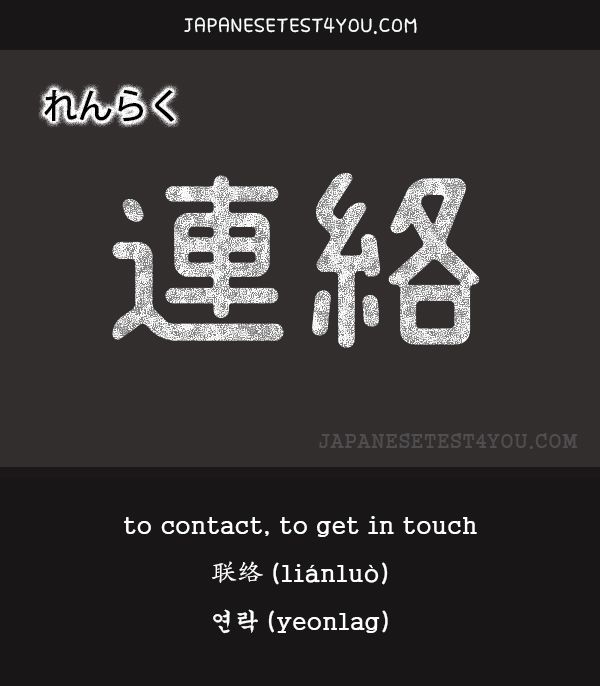 JAPANESETEST4YOU.COM
れんらく
連絡
JAPANESETEST4YOU.COM
to contact, to get in touch
联络 (liánluò)
연락 (yeonlag)